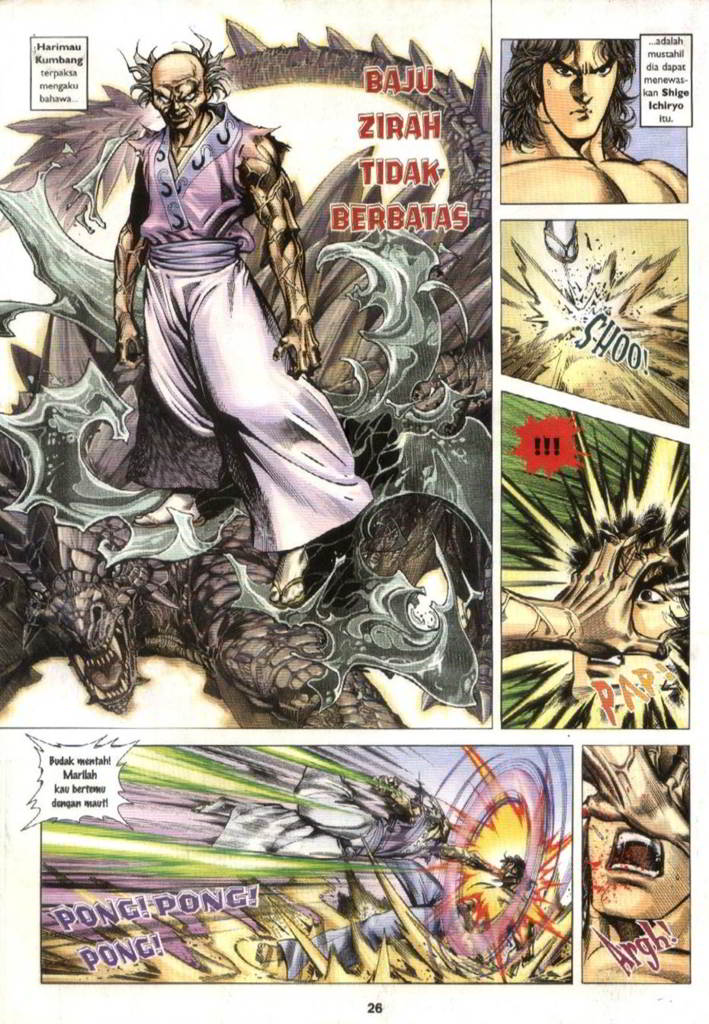 Harimau
Kumbang
terpaksa
mengaku
bahawa...
BAJU
ZIRAH
TIDAK
BERBATAS
...adalah
mustahil
dia dapat
menewas-
kan Shige
Ichiryo
itu.
SHOO!
!!!
PAP!
Budak mentah!
Marilah
kau bertemu
dengan maut!
PONG! PONG!
PONG!
Argh!
26